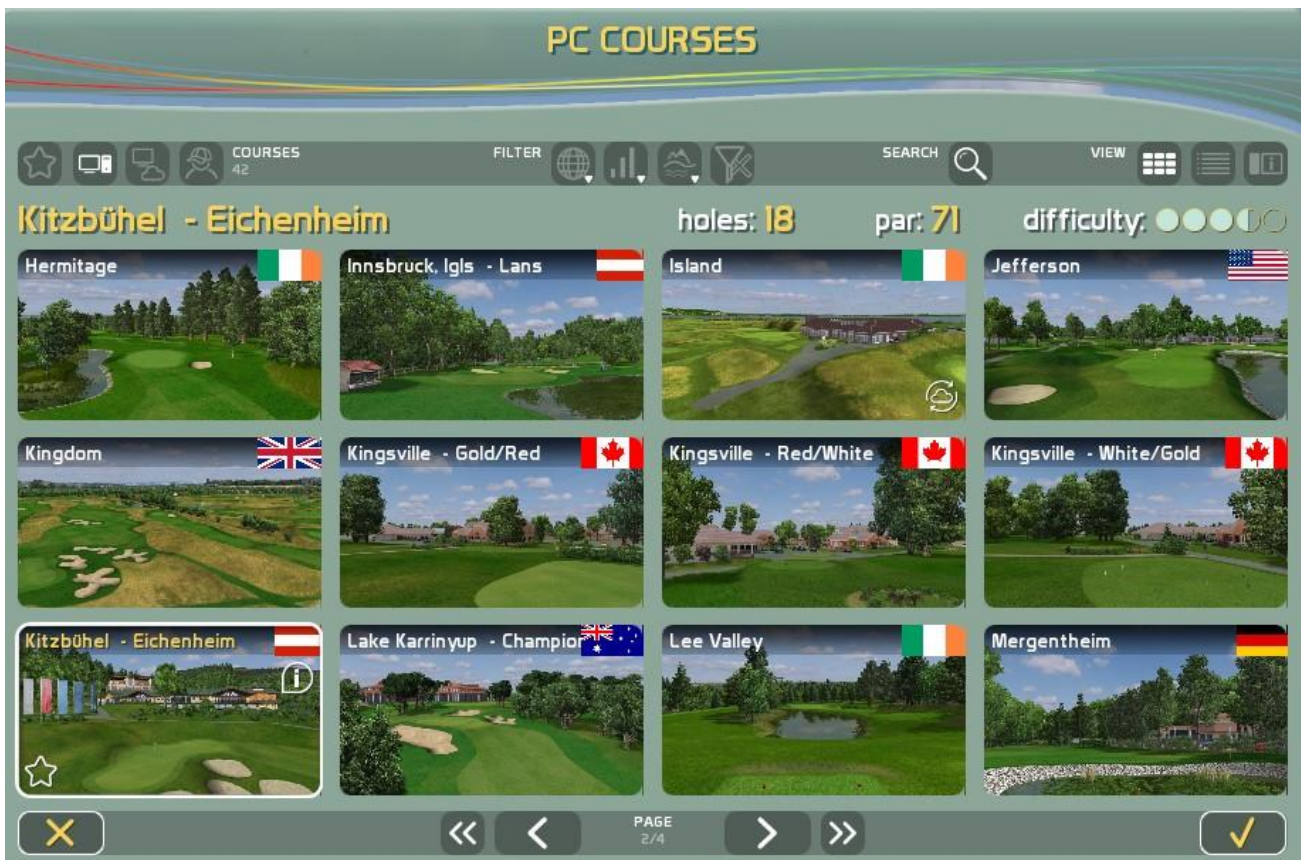 PC COURSES
COURSES
42
FILTER
SEARCH
VIEW
Kitzbühel - Eichenheim
holes: 18
par: 71
difficulty:
Hermitage
Innsbruck, Igls - Lans
Island
Jefferson
Kingdom
Kingsville - Gold/Red
Kingsville - Red/White
Kingsville - White/Gold
Kitzbühel - Eichenheim
Lake Karrinyup - Champion
Lee Valley
Mergentheim
PAGE
2/4